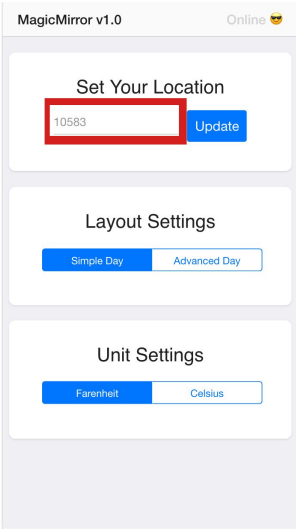 MagicMirror v1.0 Online 😎
Set Your Location
10583 Update
Layout Settings
Simple Day Advanced Day
Unit Settings
Farenheit Celsius